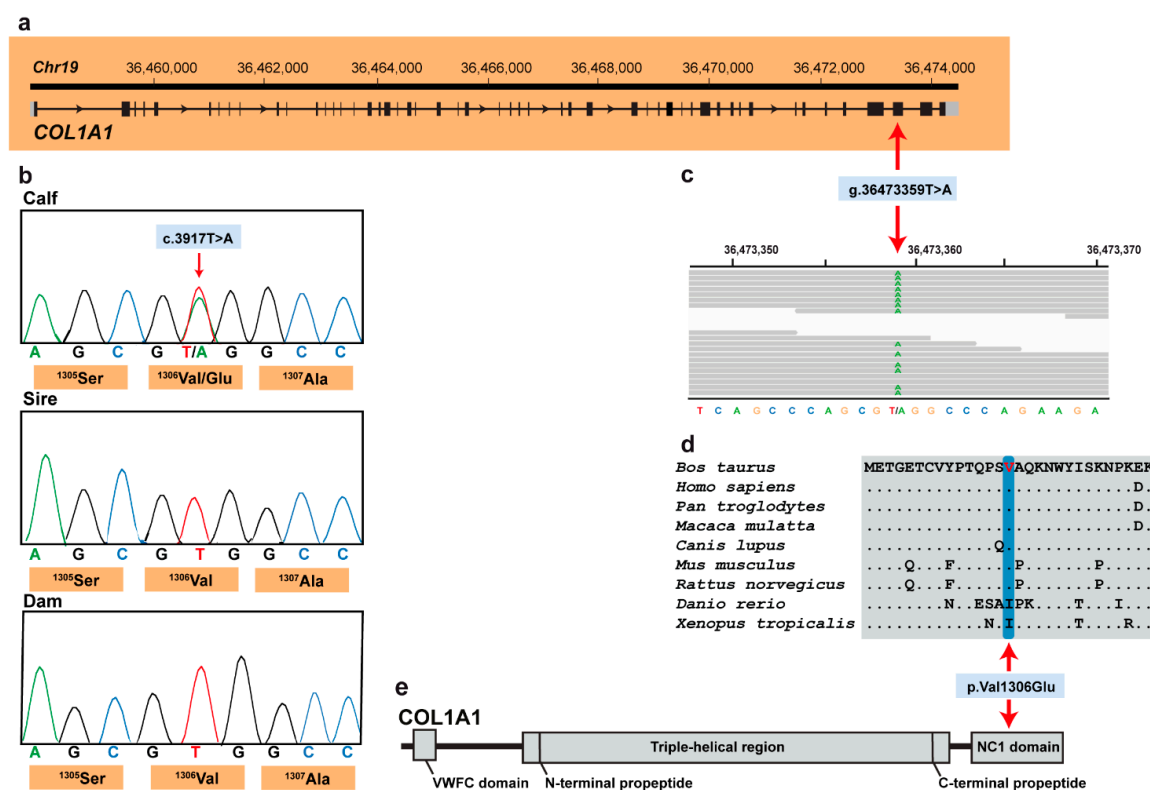 a
Chr19
36,460,000 36,462,000 36,464,000 36,466,000 36,468,000 36,470,000 36,472,000 36,474,000
COL1A1
b
Calf
c.3917T>A
A G C G T/A G G C C
1305Ser 1306Val/Glu 1307Ala
Sire
A G C G T G G C C
1305Ser 1306Val 1307Ala
Dam
A G C G T G G C C
1305Ser 1306Val 1307Ala
c
g.36473359T>A
36,473,350 36,473,360 36,473,370
A
A
A
A
A
A
A
A
A
A
A
A
A
T C A G C C C A G C G T/A G G C C C A G A A G A
d
Bos taurus METGETCVYPTQPSVAQKNWYISKNPKEK
Homo sapiens ...........................D.
Pan troglodytes ...........................D.
Macaca mulatta ...........................D.
Canis lupus .............Q...............
Mus musculus ....Q...F......P.......P.....
Rattus norvegicus ....Q...F......P.......P.....
Danio rerio ........N..ESAIPK....T...I...
Xenopus tropicalis ............N.I......T....R..
p.Val1306Glu
e
COL1A1
Triple-helical region
NC1 domain
VWFC domain
N-terminal propeptide
C-terminal propeptide